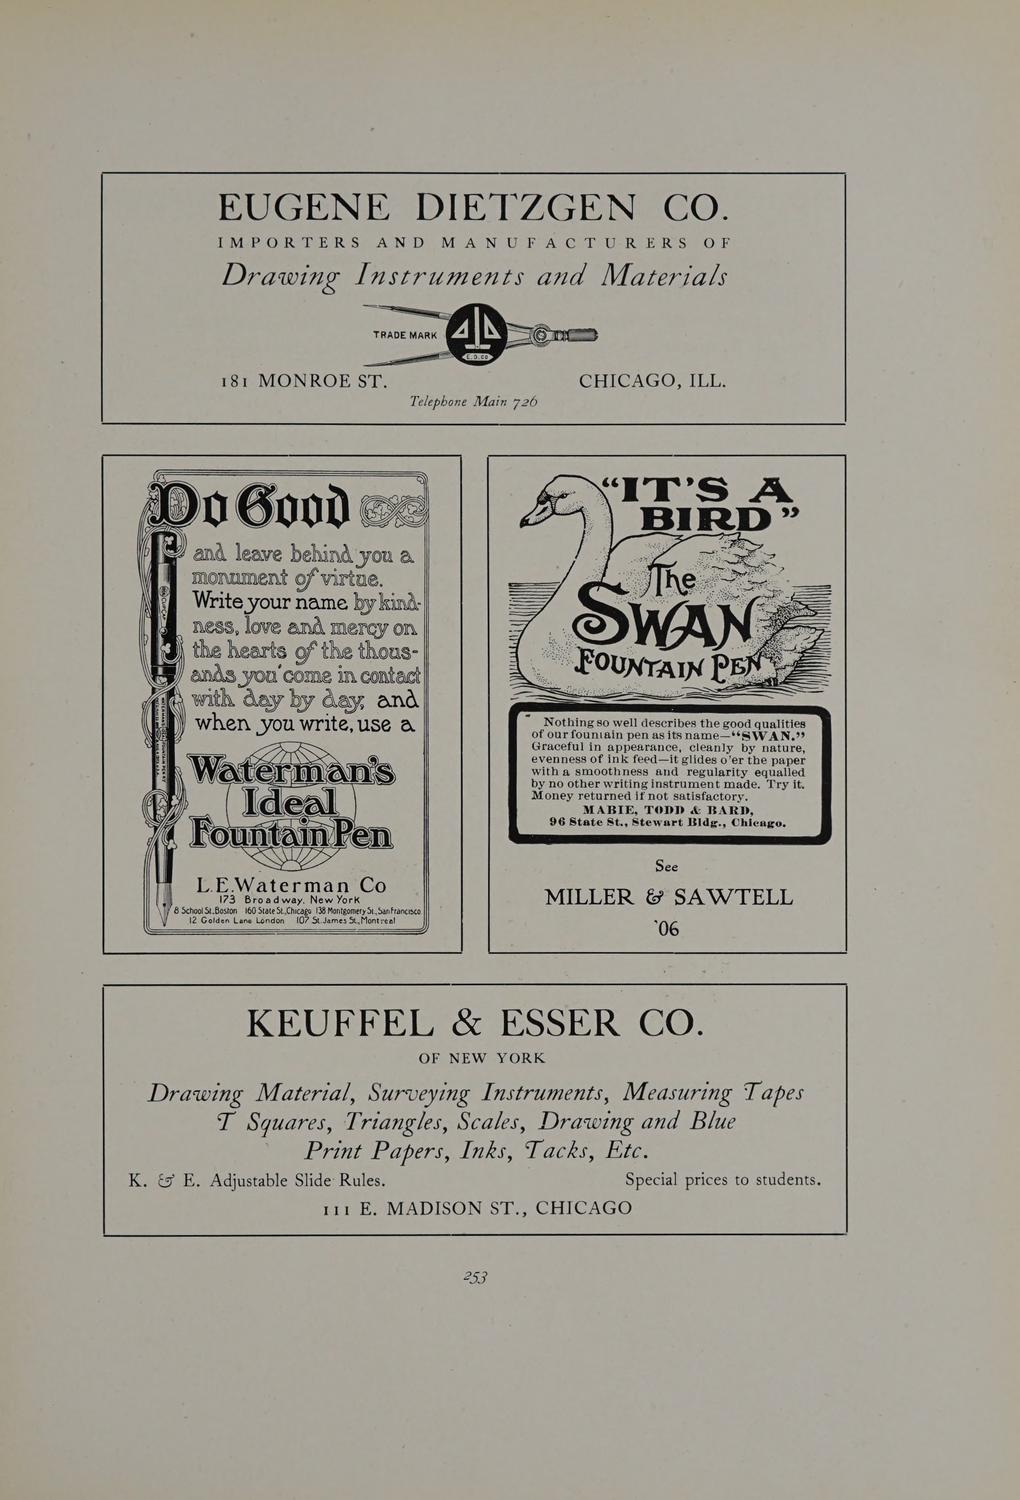 EUGENE DIETZGEN CO.
IMPORTERS AND MANUFACTURERS OF
Drawing Instruments and Materials
TRADE MARK
E.D.CO
181 MONROE ST. CHICAGO, ILL.
Telephone Main 726
Do Good
and leave behind you a
monument of virtue.
Write your name by kind-
ness, love and mercy on
the hearts of the thous-
ands you come in contact
with day by day, and
when you write, use a
Waterman's
Ideal
Fountain Pen
L.E. Waterman Co
173 Broadway, New York
8 School St., Boston 160 State St., Chicago 138 Montgomery St., San Francisco
12 Golden Lane London 107 St. James St., Montreal
"IT'S A
BIRD"
The
SWAN
FOUNTAIN PEN
Nothing so well describes the good qualities
of our fountain pen as its name—"SWAN."
Graceful in appearance, cleanly by nature,
evenness of ink feed—it glides o'er the paper
with a smoothness and regularity equalled
by no other writing instrument made. Try it.
Money returned if not satisfactory.
MABIE, TODD & BARD,
96 State St., Stewart Bldg., Chicago.
See
MILLER & SAWTELL
'06
KEUFFEL & ESSER CO.
OF NEW YORK
Drawing Material, Surveying Instruments, Measuring Tapes
T Squares, Triangles, Scales, Drawing and Blue
Print Papers, Inks, Tacks, Etc.
K. & E. Adjustable Slide Rules. Special prices to students.
111 E. MADISON ST., CHICAGO
253